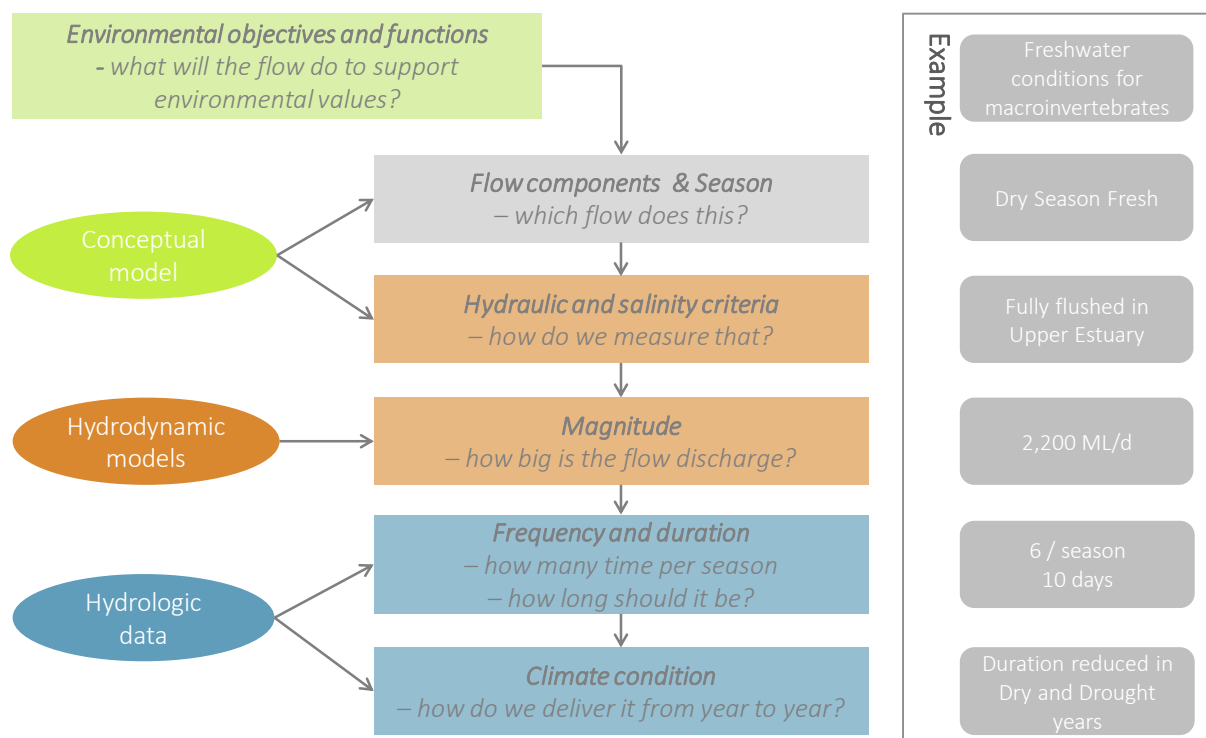 Environmental objectives and functions
- what will the flow do to support
environmental values?
Flow components & Season
– which flow does this?
Conceptual
model
Hydraulic and salinity criteria
– how do we measure that?
Hydrodynamic
models
Magnitude
– how big is the flow discharge?
Frequency and duration
– how many time per season
– how long should it be?
Hydrologic
data
Climate condition
– how do we deliver it from year to year?
Example
Freshwater
conditions for
macroinvertebrates
Dry Season Fresh
Fully flushed in
Upper Estuary
2,200 ML/d
6 / season
10 days
Duration reduced in
Dry and Drought
years